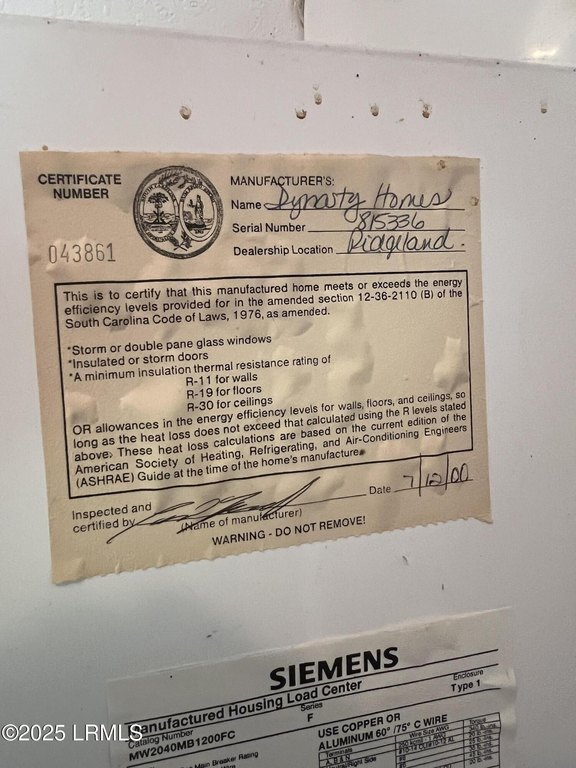 CERTIFICATE
NUMBER
043861
MANUFACTURER'S:
Name Dynasty Homes
Serial Number 815336
Dealership Location Ridgeland.
This is to certify that this manufactured home meets or exceeds the energy
efficiency levels provided for in the amended section 12-36-2110 (B) of the
South Carolina Code of Laws, 1976, as amended.
*Storm or double pane glass windows
*Insulated or storm doors
*A minimum insulation thermal resistance rating of
R-11 for walls
R-19 for floors
R-30 for ceilings
OR allowances in the energy efficiency levels for walls, floors, and ceilings, so
long as the heat loss does not exceed that calculated using the R levels stated
above. These heat loss calculations are based on the current edition of the
American Society of Heating, Refrigerating, and Air-Conditioning Engineers
(ASHRAE) Guide at the time of the home's manufacture.
Inspected and
certified by
(Name of manufacturer)
Date 7/12/00
WARNING - DO NOT REMOVE!
SIEMENS
Manufactured Housing Load Center
Catalog Number
MW2040MB1200FC
Series
F
Enclosure
Type 1
Main Breaker Rating
USE COPPER OR
ALUMINUM 60° /75° C WIRE
Terminals
Wire Size AWG
Torque
A, B & N
©2025 LRMLS